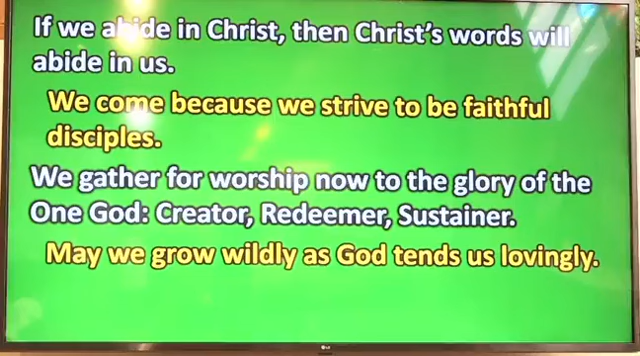 If we abide in Christ, then Christ's words will
abide in us.
We come because we strive to be faithful
disciples.
We gather for worship now to the glory of the
One God: Creator, Redeemer, Sustainer.
May we grow wildly as God tends us lovingly.
LG